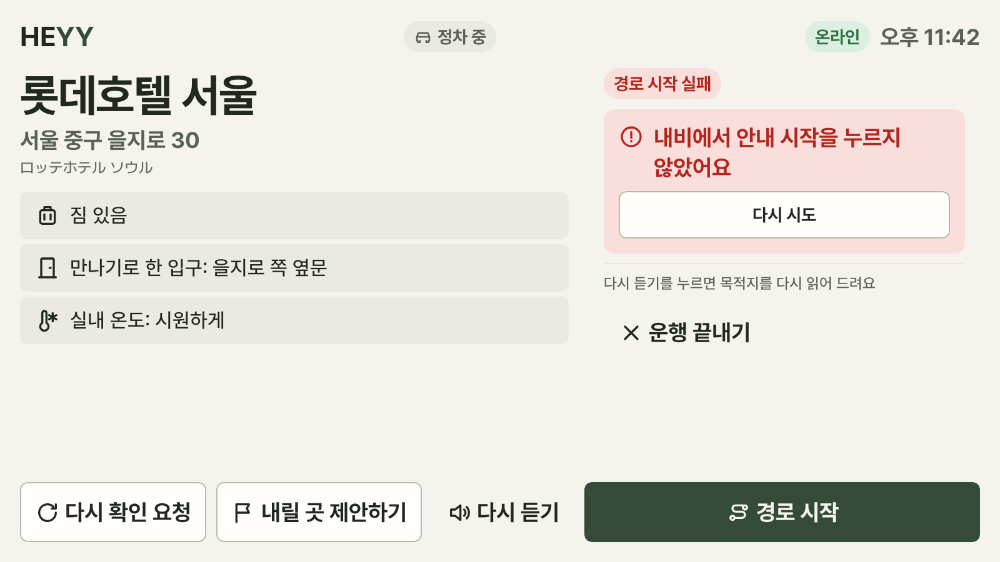 HEYY
정차 중
온라인
오후 11:42
롯데호텔 서울
서울 중구 을지로 30
ロッテホテル ソウル
짐 있음
만나기로 한 입구: 을지로 쪽 옆문
실내 온도: 시원하게
경로 시작 실패
내비에서 안내 시작을 누르지
않았어요
다시 시도
다시 듣기를 누르면 목적지를 다시 읽어 드려요
운행 끝내기
다시 확인 요청
내릴 곳 제안하기
다시 듣기
경로 시작